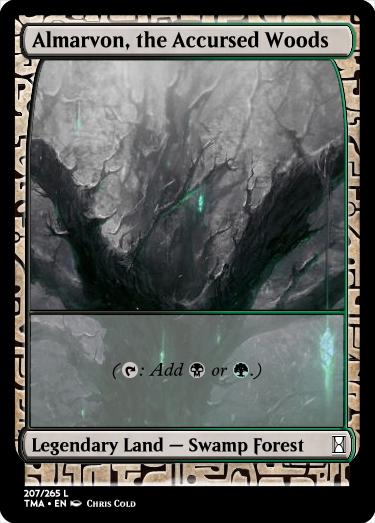 Almarvon, the Accursed Woods
(: Add or .)
Legendary Land — Swamp Forest
207/265 L
TMA • EN Chris Cold